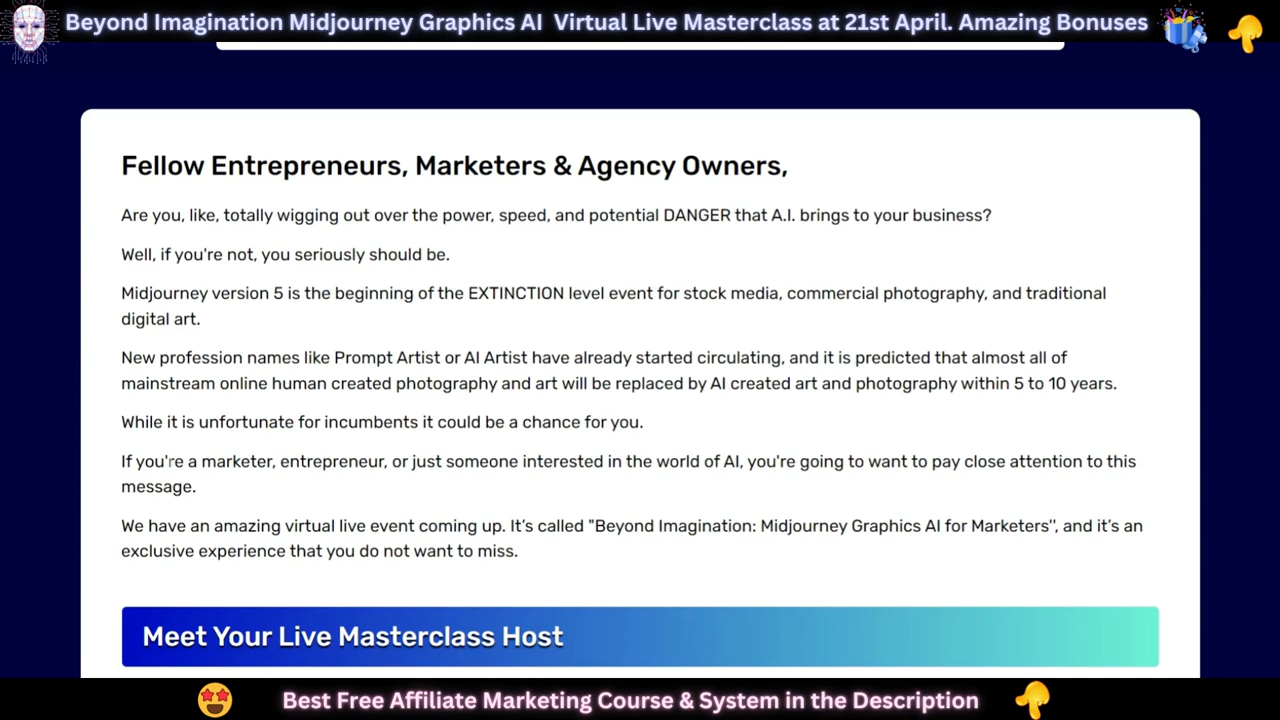 Beyond Imagination Midjourney Graphics AI Virtual Live Masterclass at 21st April. Amazing Bonuses
Fellow Entrepreneurs, Marketers & Agency Owners,
Are you, like, totally wigging out over the power, speed, and potential DANGER that A.I. brings to your business?
Well, if you're not, you seriously should be.
Midjourney version 5 is the beginning of the EXTINCTION level event for stock media, commercial photography, and traditional
digital art.
New profession names like Prompt Artist or AI Artist have already started circulating, and it is predicted that almost all of
mainstream online human created photography and art will be replaced by AI created art and photography within 5 to 10 years.
While it is unfortunate for incumbents it could be a chance for you.
If you're a marketer, entrepreneur, or just someone interested in the world of AI, you're going to want to pay close attention to this
message.
We have an amazing virtual live event coming up. It’s called "Beyond Imagination: Midjourney Graphics AI for Marketers'', and it’s an
exclusive experience that you do not want to miss.
Meet Your Live Masterclass Host
Best Free Affiliate Marketing Course & System in the Description